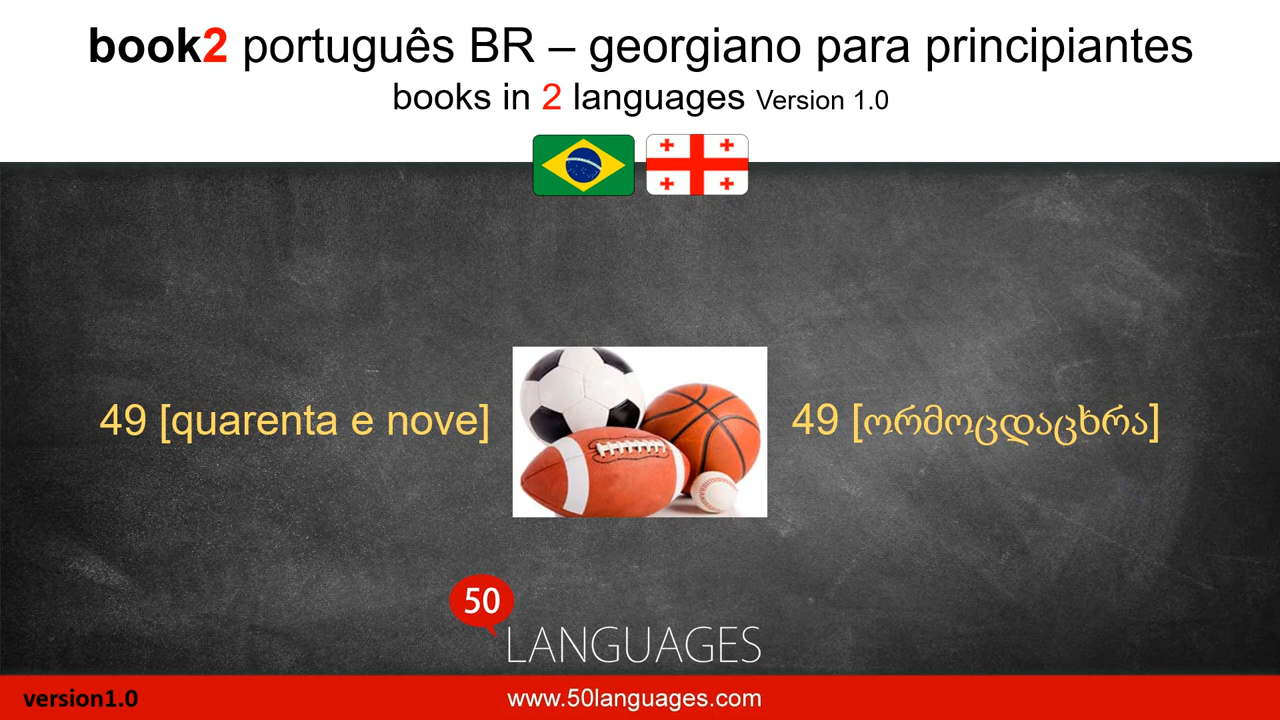 book2 português BR – georgiano para principiantes
books in 2 languages Version 1.0
49 [quarenta e nove]
49 [ორმოცდაცხრა]
50
LANGUAGES
version1.0
www.50languages.com